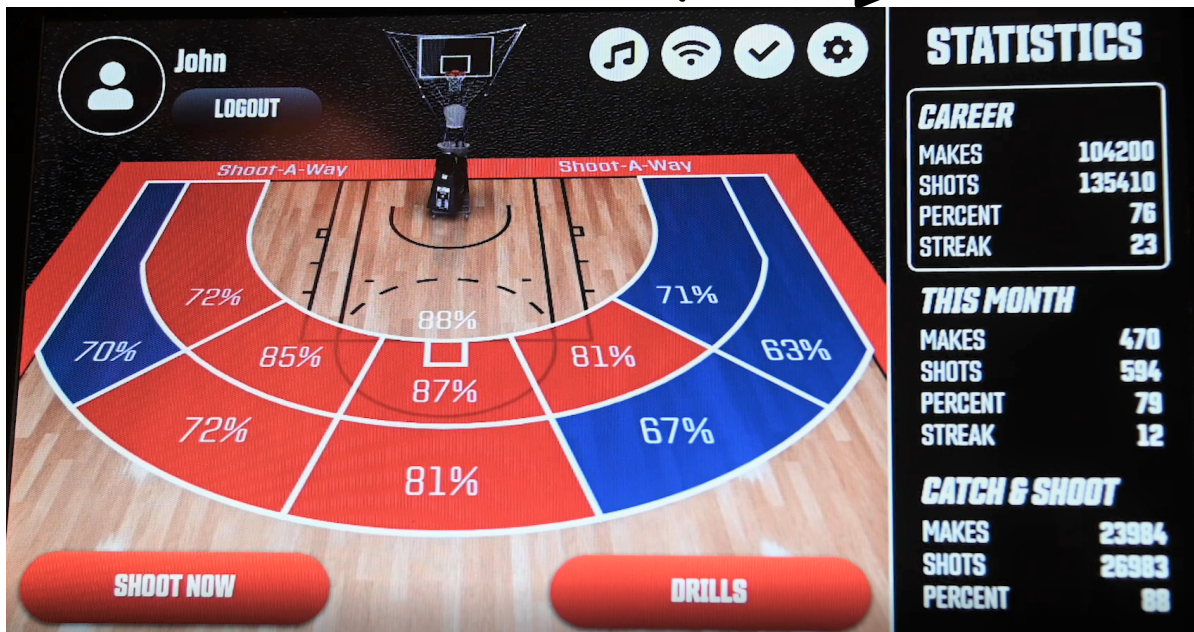 John
LOGOUT
Shoot-A-Way Shoot-A-Way
72% 71%
88%
70% 85% 81% 63%
87%
72% 67%
81%
SHOOT NOW DRILLS
STATISTICS
CAREER
MAKES 104200
SHOTS 135410
PERCENT 76
STREAK 23
THIS MONTH
MAKES 470
SHOTS 594
PERCENT 79
STREAK 12
CATCH & SHOOT
MAKES 23984
SHOTS 26983
PERCENT 88